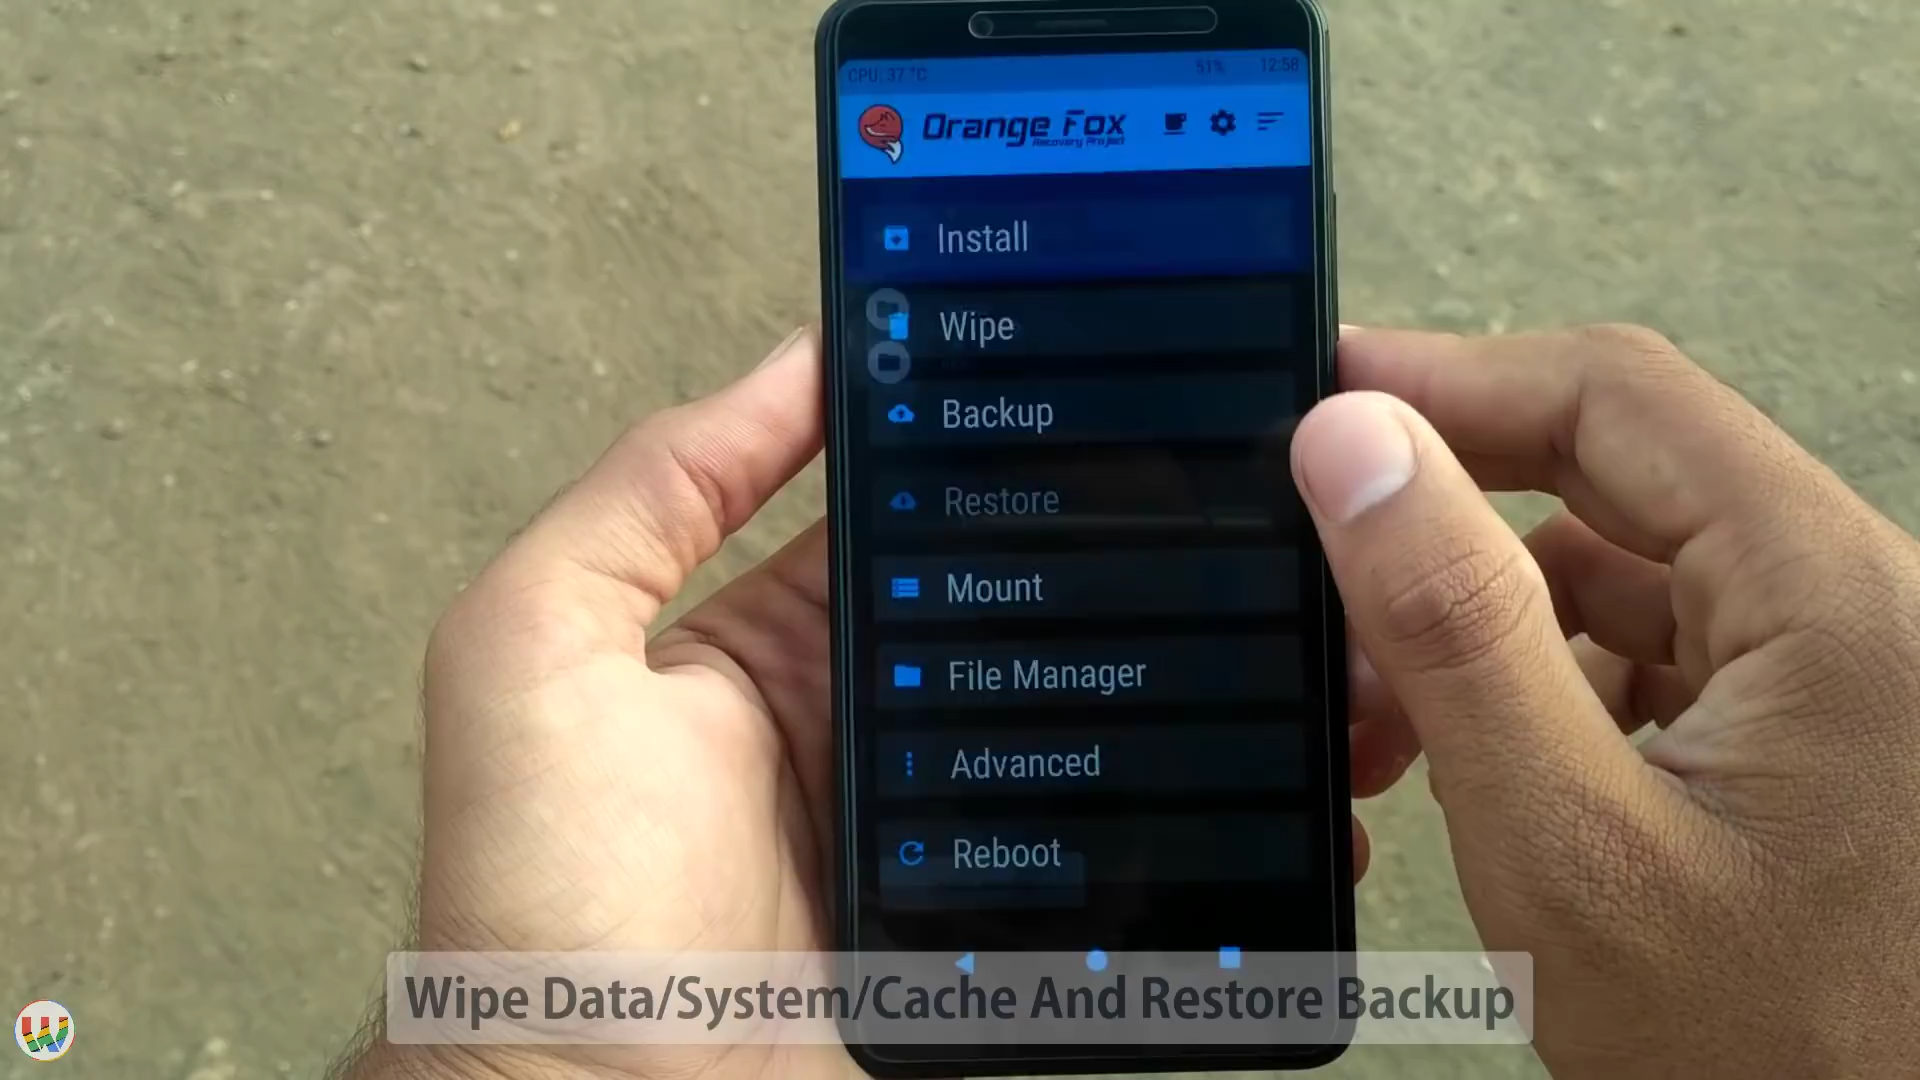 CPU: 37 °C 51% 12:58
Orange Fox
Recovery Project
Install
Wipe
Backup
Restore
Mount
File Manager
Advanced
Reboot
Wipe Data/System/Cache And Restore Backup
W